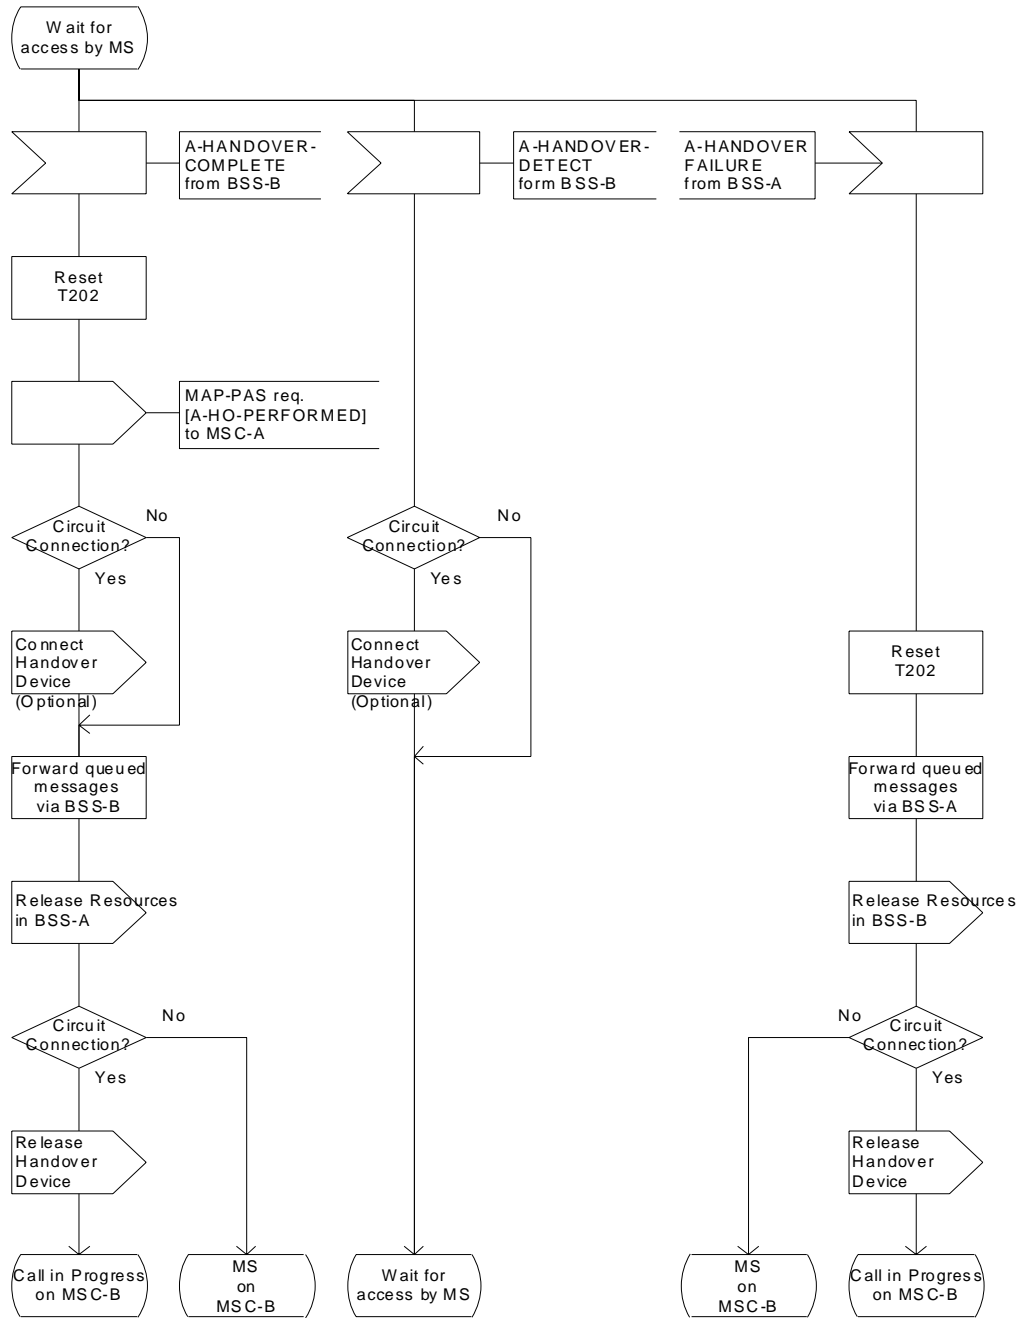 Wait for
access by MS
A-HANDOVER-
COMPLETE
from BSS-B
A-HANDOVER-
DETECT
form BSS-B
A-HANDOVER
FAILURE
from BSS-A
Reset
T202
MAP-PAS req.
[A-HO-PERFORMED]
to MSC-A
Circuit
Connection?
No
Yes
Circuit
Connection?
No
Yes
Connect
Handover
Device
(Optional)
Connect
Handover
Device
(Optional)
Reset
T202
Forward queued
messages
via BSS-B
Forward queued
messages
via BSS-A
Release Resources
in BSS-A
Release Resources
in BSS-B
Circuit
Connection?
No
Yes
No
Circuit
Connection?
Yes
Release
Handover
Device
Release
Handover
Device
Call in Progress
on MSC-B
MS
on
MSC-B
Wait for
access by MS
MS
on
MSC-B
Call in Progress
on MSC-B